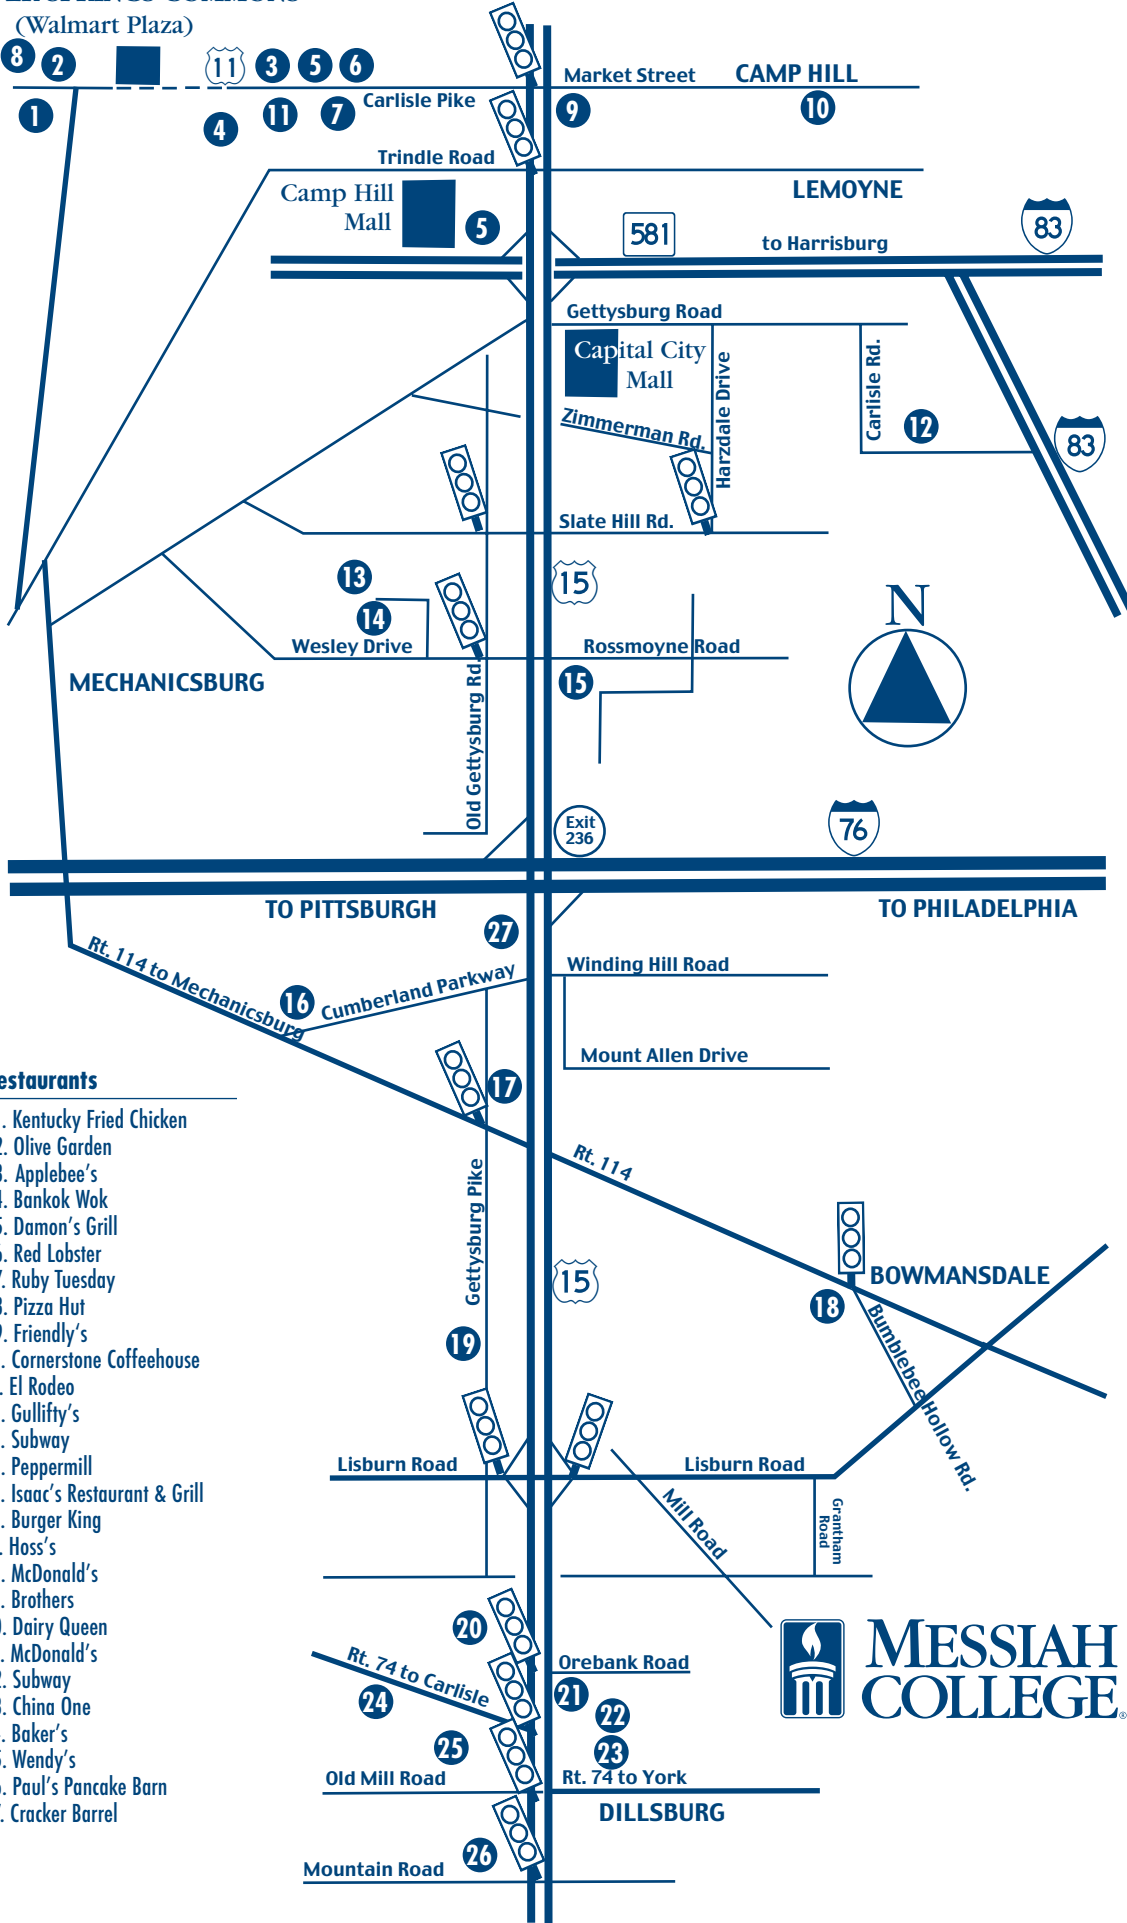 (Walmart Plaza)
8
2
11
3
5
6
Market Street
CAMP HILL
1
4
11
7
Carlisle Pike
9
10
Trindle Road
LEMOYNE
Camp Hill
Mall
5
581
to Harrisburg
83
Gettysburg Road
Capital City
Mall
Zimmerman Rd.
Harzdale Drive
Carlisle Rd.
12
83
Slate Hill Rd.
13
14
15
N
Wesley Drive
Rossmoyne Road
MECHANICSBURG
15
Old Gettysburg Rd.
Exit
236
76
TO PITTSBURGH
TO PHILADELPHIA
27
Rt. 114 to Mechanicsburg
16
Cumberland Parkway
Winding Hill Road
Mount Allen Drive
17
Rt. 114
Gettysburg Pike
15
BOWMANSDALE
18
Bumblebee Hollow Rd.
19
Lisburn Road
Lisburn Road
Mill Road
Grantham
Road
20
Rt. 74 to Carlisle
24
Orebank Road
21
22
23
25
Old Mill Road
Rt. 74 to York
DILLSBURG
26
Mountain Road
MESSIAH
COLLEGE®
estaurants
. Kentucky Fried Chicken
. Olive Garden
. Applebee's
. Bankok Wok
. Damon's Grill
. Red Lobster
. Ruby Tuesday
. Pizza Hut
. Friendly's
. Cornerstone Coffeehouse
. El Rodeo
. Gullifty's
. Subway
. Peppermill
. Isaac's Restaurant & Grill
. Burger King
. Hoss's
. McDonald's
. Brothers
. Dairy Queen
. McDonald's
. Subway
. China One
. Baker's
. Wendy's
. Paul's Pancake Barn
. Cracker Barrel